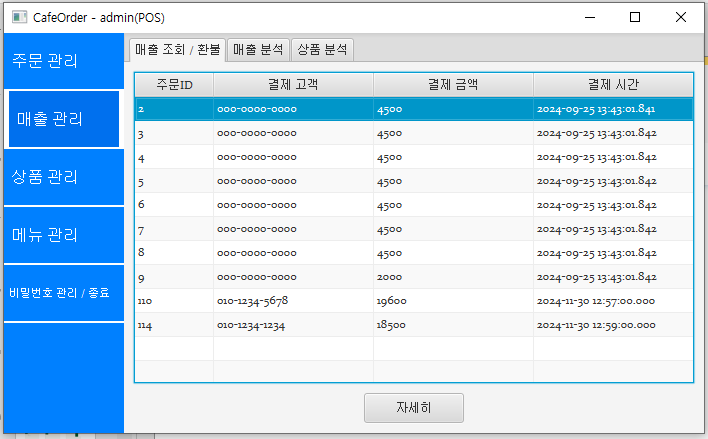 CafeOrder - admin(POS)
주문 관리
매출 관리
상품 관리
메뉴 관리
비밀번호 관리 / 종료
매출 조회 / 환불 매출 분석 상품 분석
주문ID 결제 고객 결제 금액 결제 시간
2 000-0000-0000 4500 2024-09-25 13:43:01.841
3 000-0000-0000 4500 2024-09-25 13:43:01.842
4 000-0000-0000 4500 2024-09-25 13:43:01.842
5 000-0000-0000 4500 2024-09-25 13:43:01.842
6 000-0000-0000 4500 2024-09-25 13:43:01.842
7 000-0000-0000 4500 2024-09-25 13:43:01.842
8 000-0000-0000 4500 2024-09-25 13:43:01.842
9 000-0000-0000 2000 2024-09-25 13:43:01.842
110 010-1234-5678 19600 2024-11-30 12:57:00.000
114 010-1234-1234 18500 2024-11-30 12:59:00.000
자세히